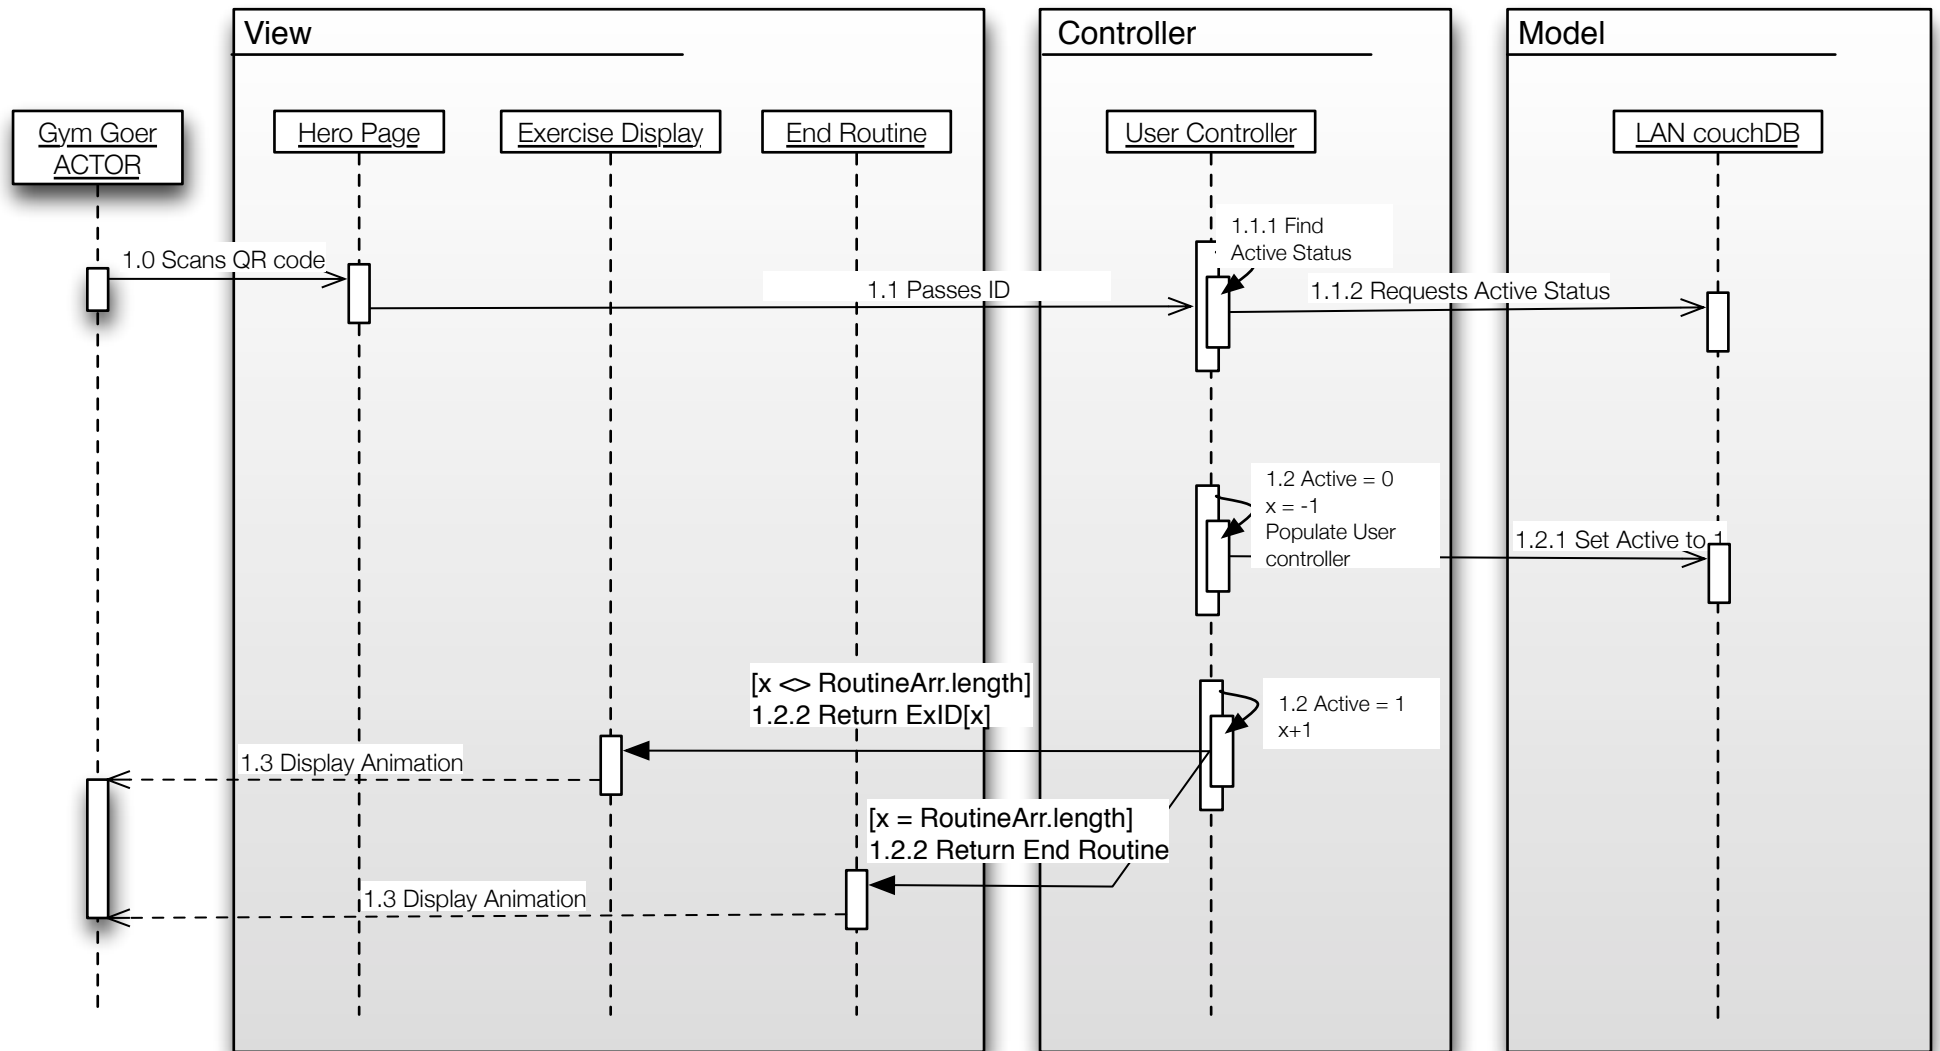 View
Controller
Model
Gym Goer
ACTOR
Hero Page
Exercise Display
End Routine
User Controller
LAN couchDB
1.1.1 Find
Active Status
1.0 Scans QR code
1.1 Passes ID
1.1.2 Requests Active Status
1.2 Active = 0
x = -1
Populate User
controller
1.2.1 Set Active to 1
[x <> RoutineArr.length]
1.2.2 Return ExID[x]
1.2 Active = 1
x+1
1.3 Display Animation
[x = RoutineArr.length]
1.2.2 Return End Routine
1.3 Display Animation